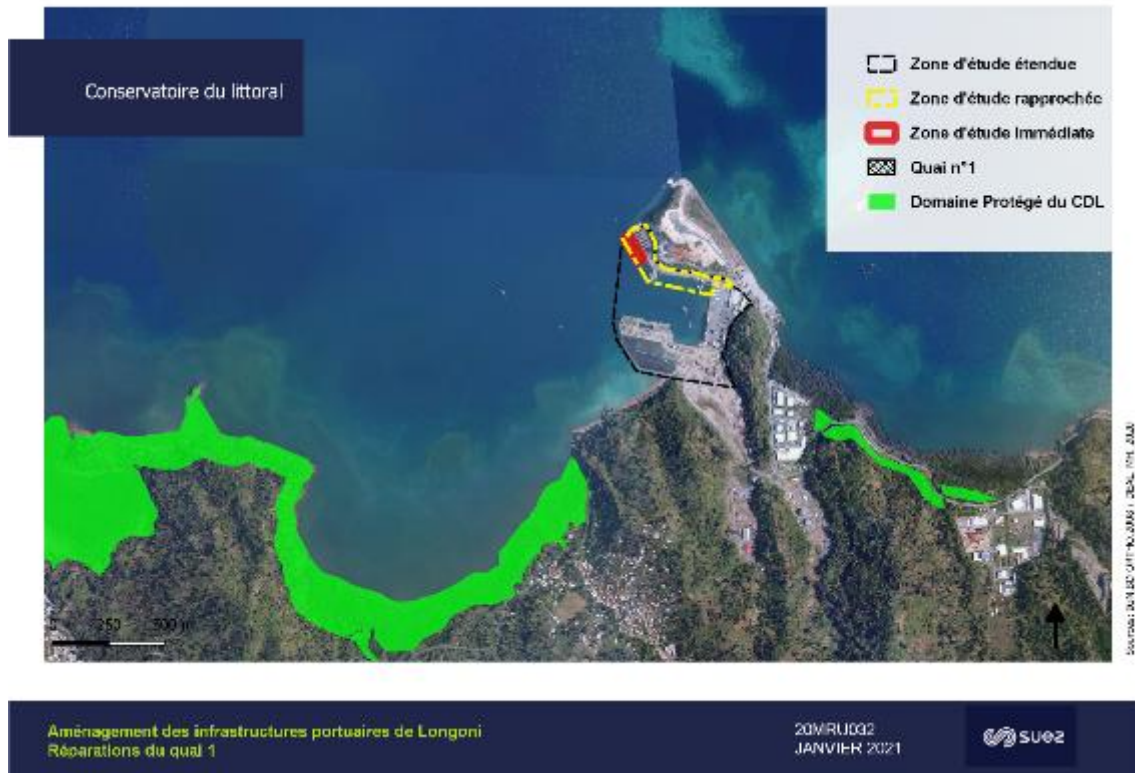 Conservatoire du littoral
Zone d'étude étendue
Zone d'étude rapprochée
Zone d'étude immédiate
Quai n°1
Domaine Protégé du CDL
0 250 500 m
Aménagement des infrastructures portuaires de Longoni
Réparations du quai 1
20MRU032
JANVIER 2021
suez